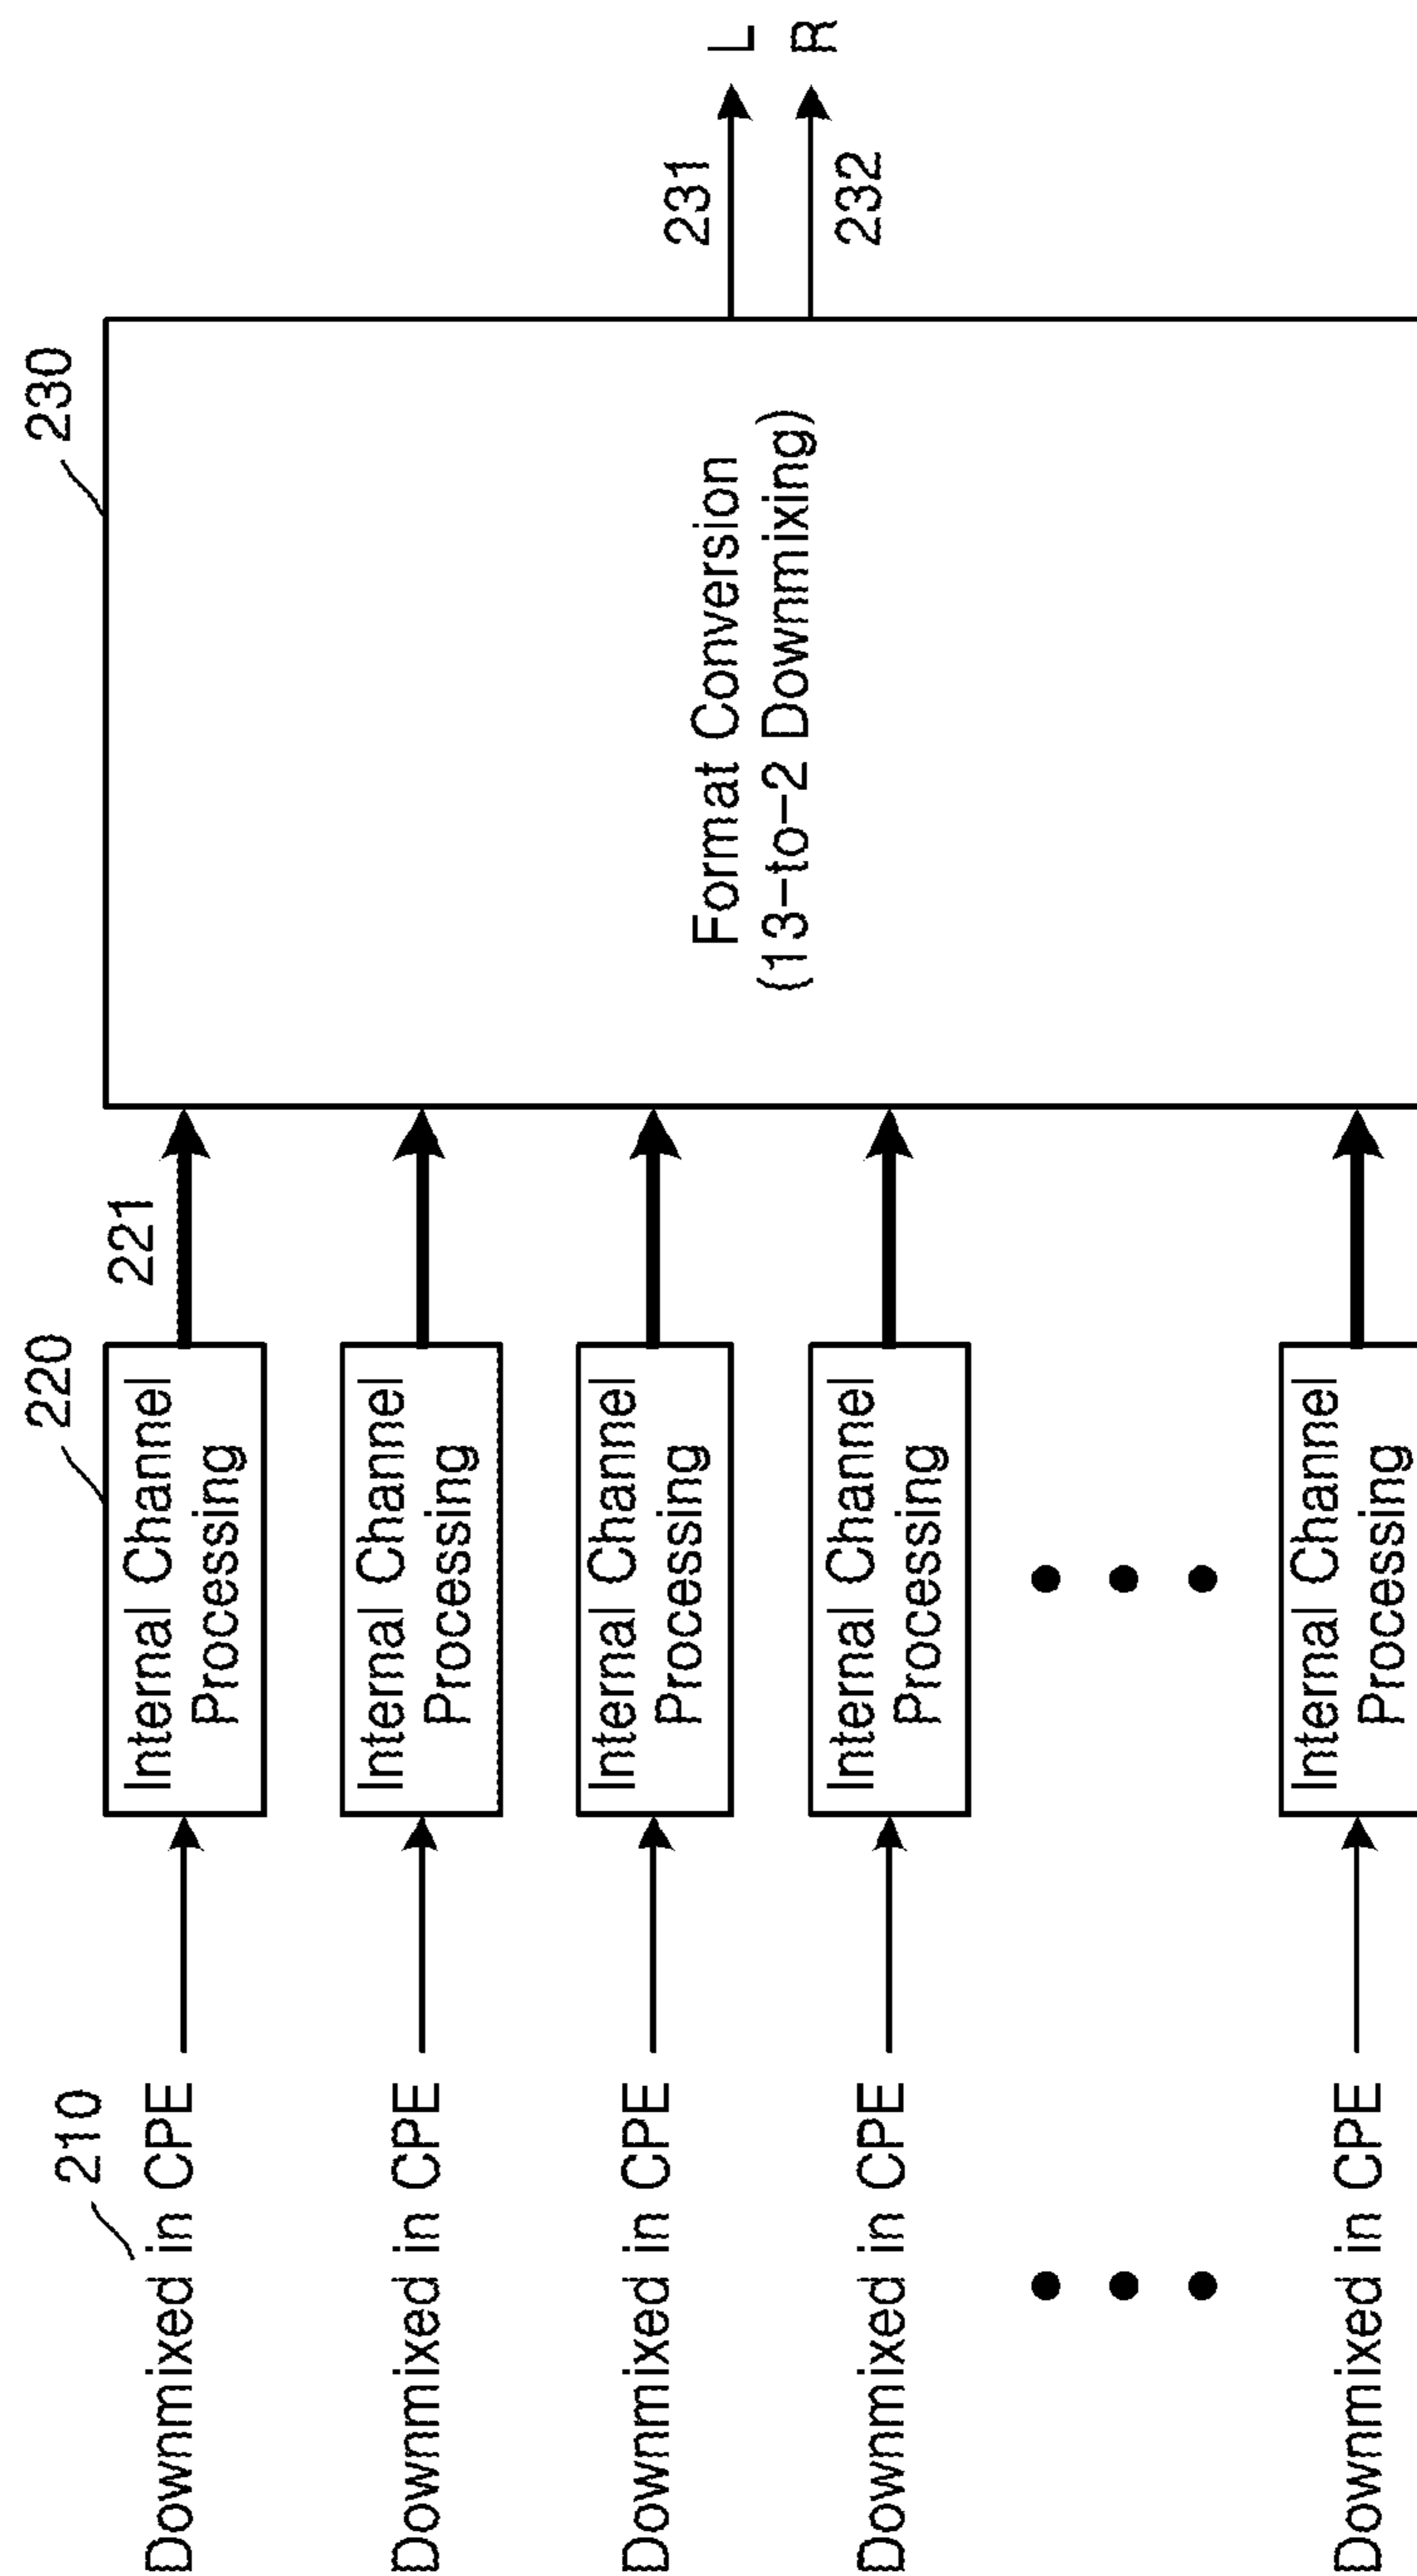 210
Downmixed in CPE
220
Internal Channel
Processing
221
230
Downmixed in CPE
Internal Channel
Processing
Downmixed in CPE
Internal Channel
Processing
Format Conversion
(13-to-2 Downmixing)
231
L
R
232
Downmixed in CPE
Internal Channel
Processing
Downmixed in CPE
Internal Channel
Processing